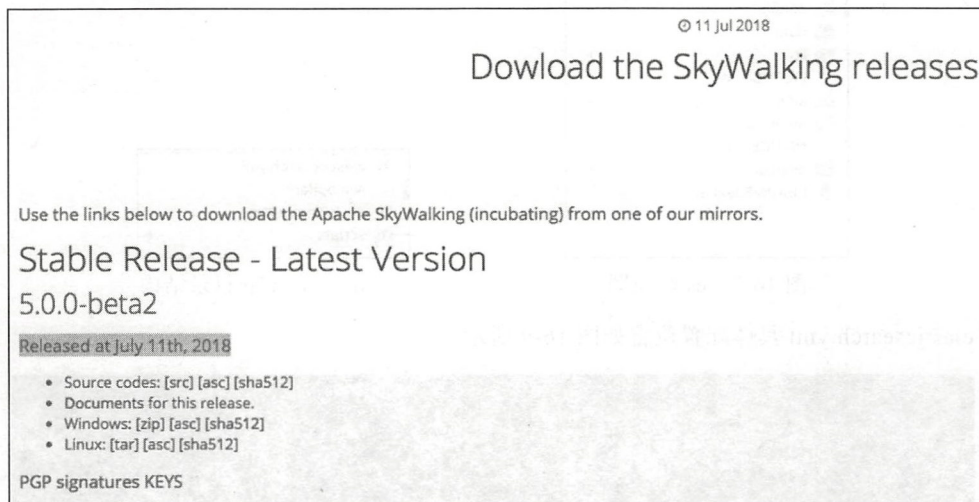 11 Jul 2018
Dowload the SkyWalking releases
Use the links below to download the Apache SkyWalking (incubating) from one of our mirrors.
Stable Release - Latest Version
5.0.0-beta2
Released at July 11th, 2018
• Source codes: [src] [asc] [sha512]
• Documents for this release.
• Windows: [zip] [asc] [sha512]
• Linux: [tar] [asc] [sha512]
PGP signatures KEYS